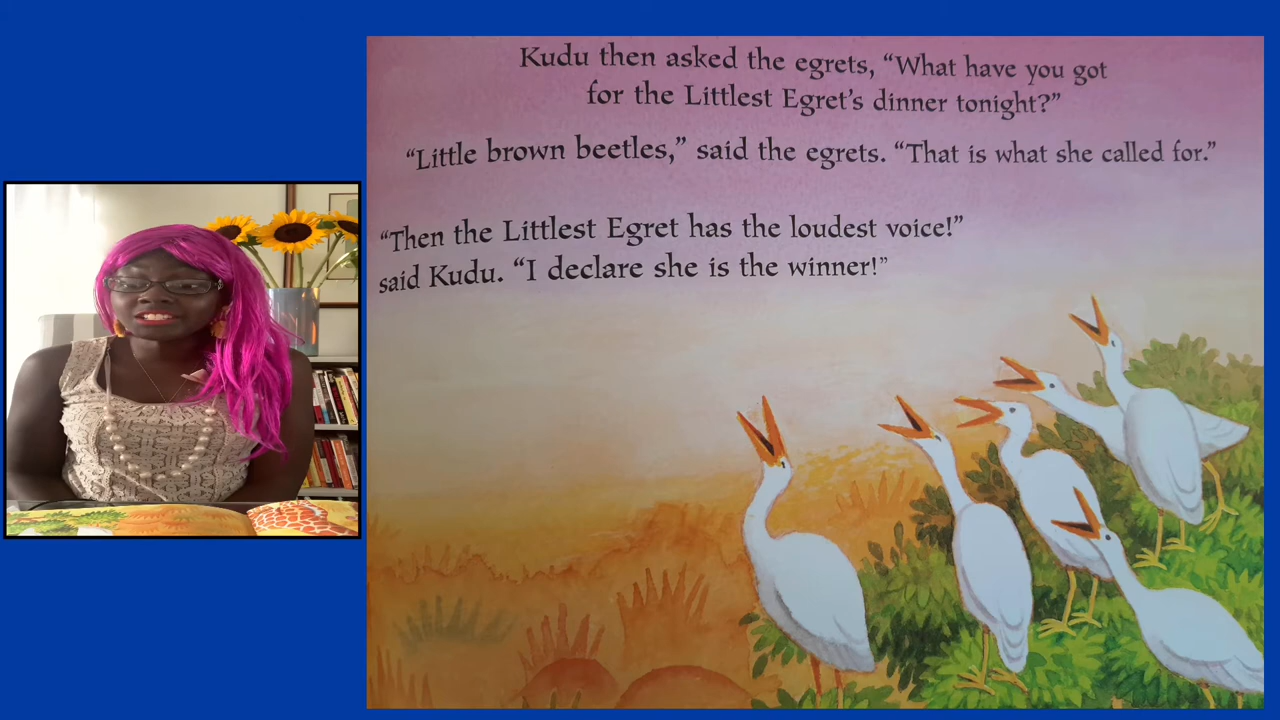 Kudu then asked the egrets, “What have you got
for the Littlest Egret’s dinner tonight?”
“Little brown beetles,” said the egrets. “That is what she called for.”
“Then the Littlest Egret has the loudest voice!”
said Kudu. “I declare she is the winner!”